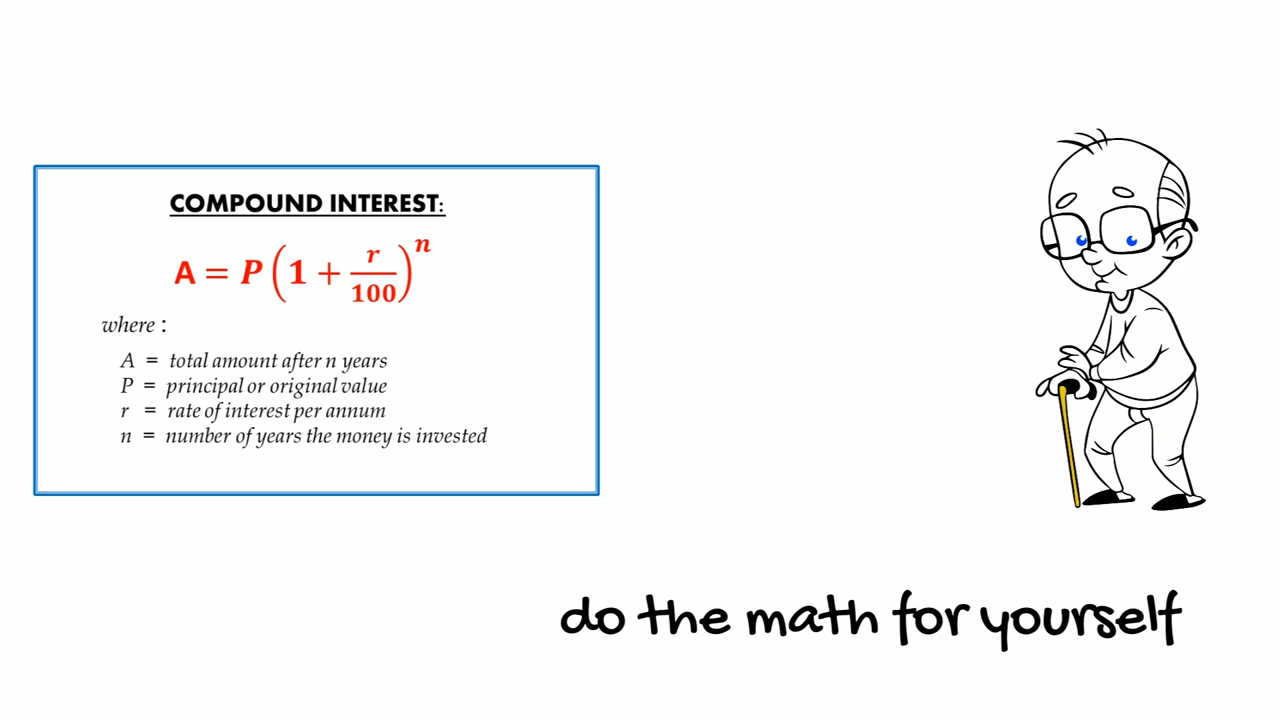 COMPOUND INTEREST:
A = P(1 + r/100)^n
where :
A = total amount after n years
P = principal or original value
r = rate of interest per annum
n = number of years the money is invested
do the math for yourself